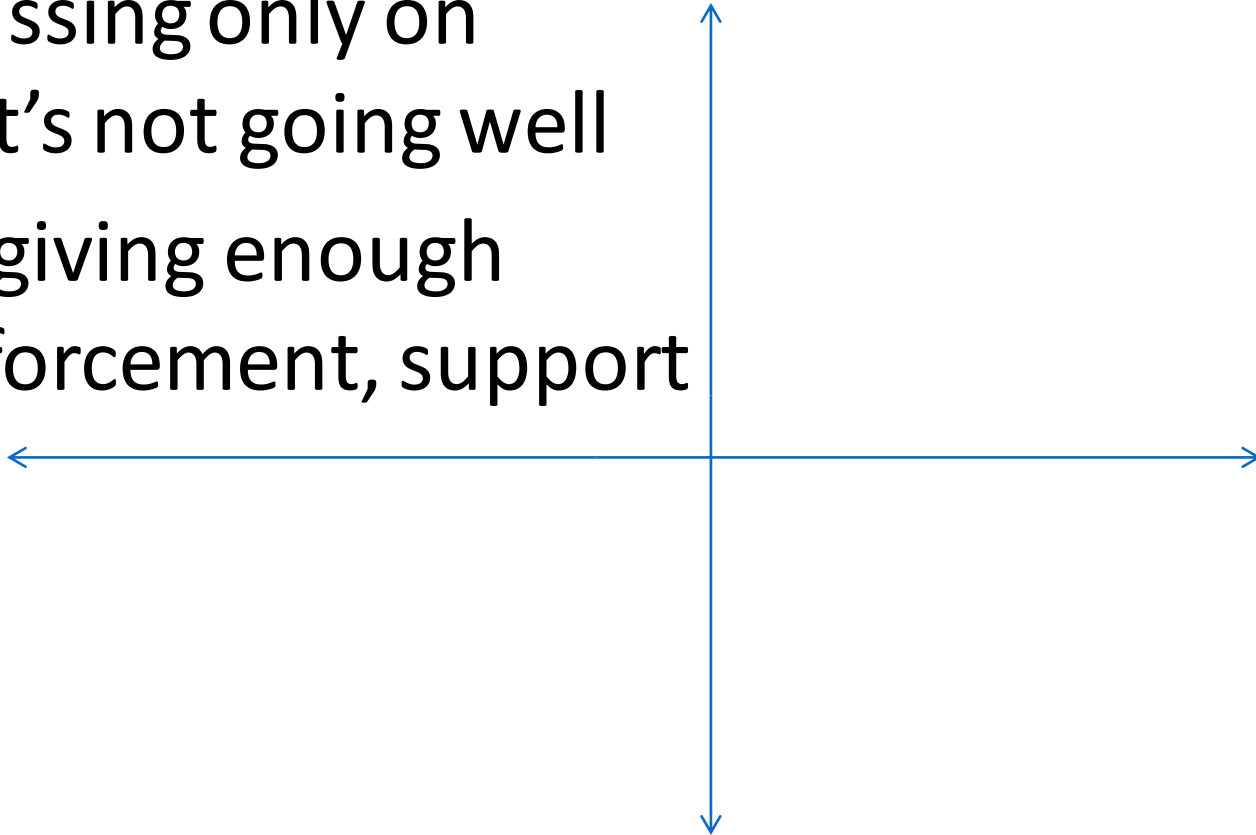 ssing only on
t’s not going well
giving enough
forcement, support